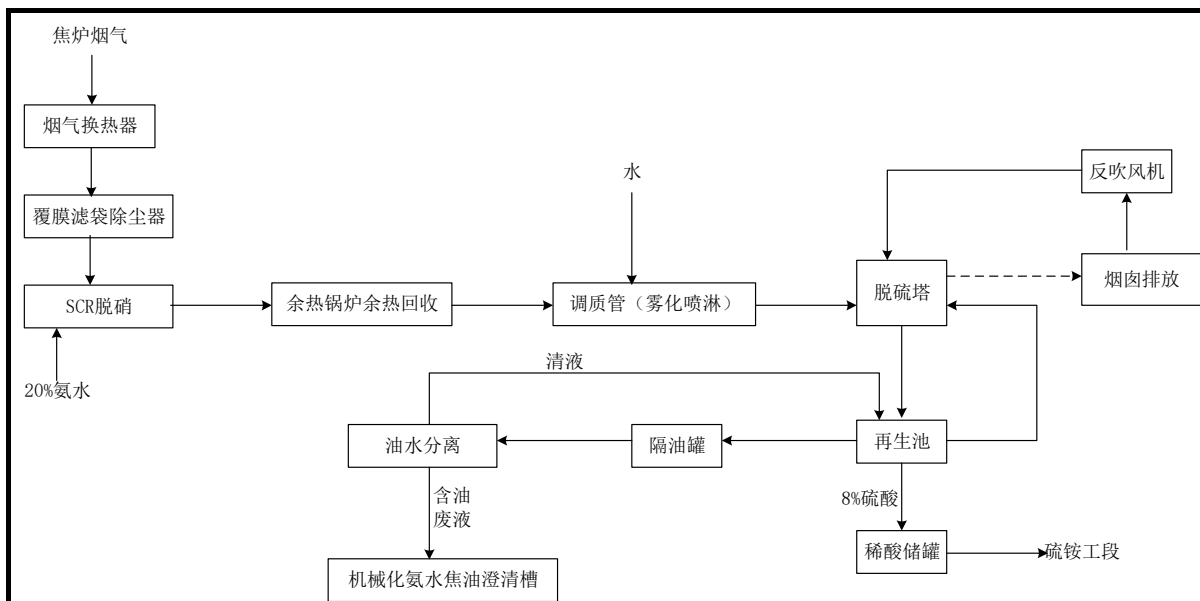 焦炉烟气
烟气换热器
水
反吹风机
覆膜滤袋除尘器
脱硫塔
烟囱排放
SCR脱硝
余热锅炉余热回收
调质管（雾化喷淋）
20%氨水
清液
油水分离
隔油罐
再生池
含油
废液
8%硫酸
稀酸储罐
硫铵工段
机械化氨水焦油澄清槽